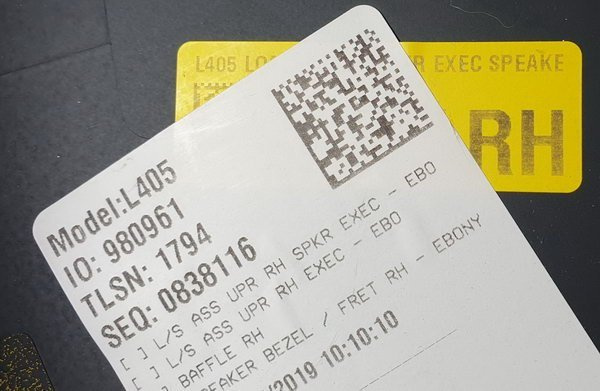 L405 EXEC SPEAKE
RH
Model:L405
IO: 980961
TLSN: 1794
SEQ: 0838116
[ ] L/S ASS UPR RH SPKR EXEC - EBO
[ ] L/S ASS UPR RH EXEC - EBO
] BAFFLE RH
SPEAKER BEZEL / FRET RH - EBONY
/2019 10:10:10